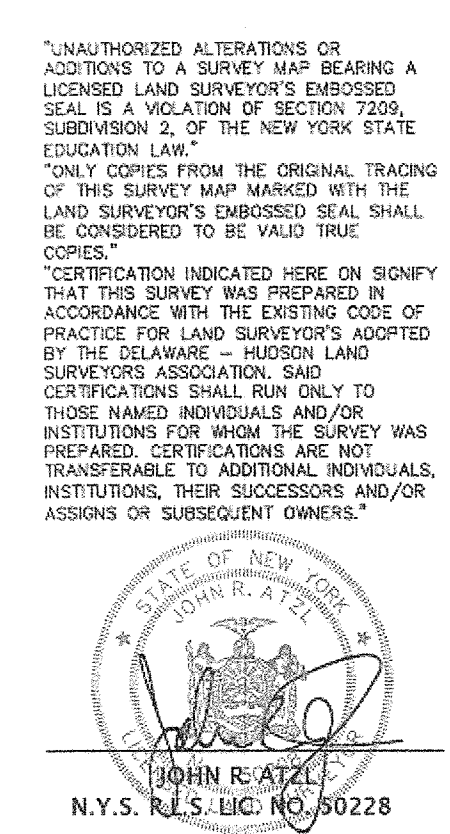 "UNAUTHORIZED ALTERATIONS OR
ADDITIONS TO A SURVEY MAP BEARING A
LICENSED LAND SURVEYOR'S EMBOSSED
SEAL IS A VIOLATION OF SECTION 7209,
SUBDIVISION 2, OF THE NEW YORK STATE
EDUCATION LAW."
"ONLY COPIES FROM THE ORIGINAL TRACING
OF THIS SURVEY MAP MARKED WITH THE
LAND SURVEYOR'S EMBOSSED SEAL SHALL
BE CONSIDERED TO BE VALID TRUE
COPIES."
"CERTIFICATION INDICATED HERE ON SIGNIFY
THAT THIS SURVEY WAS PREPARED IN
ACCORDANCE WITH THE EXISTING CODE OF
PRACTICE FOR LAND SURVEYOR'S ADOPTED
BY THE DELAWARE – HUDSON LAND
SURVEYORS ASSOCIATION. SAID
CERTIFICATIONS SHALL RUN ONLY TO
THOSE NAMED INDIVIDUALS AND/OR
INSTITUTIONS FOR WHOM THE SURVEY WAS
PREPARED. CERTIFICATIONS ARE NOT
TRANSFERABLE TO ADDITIONAL INDIVIDUALS,
INSTITUTIONS, THEIR SUCCESSORS AND/OR
ASSIGNS OR SUBSEQUENT OWNERS."
STATE OF NEW YORK
JOHN R. ATZL
JOHN R. ATZL
N.Y.S. R.L.S. LIC. NO. 50228